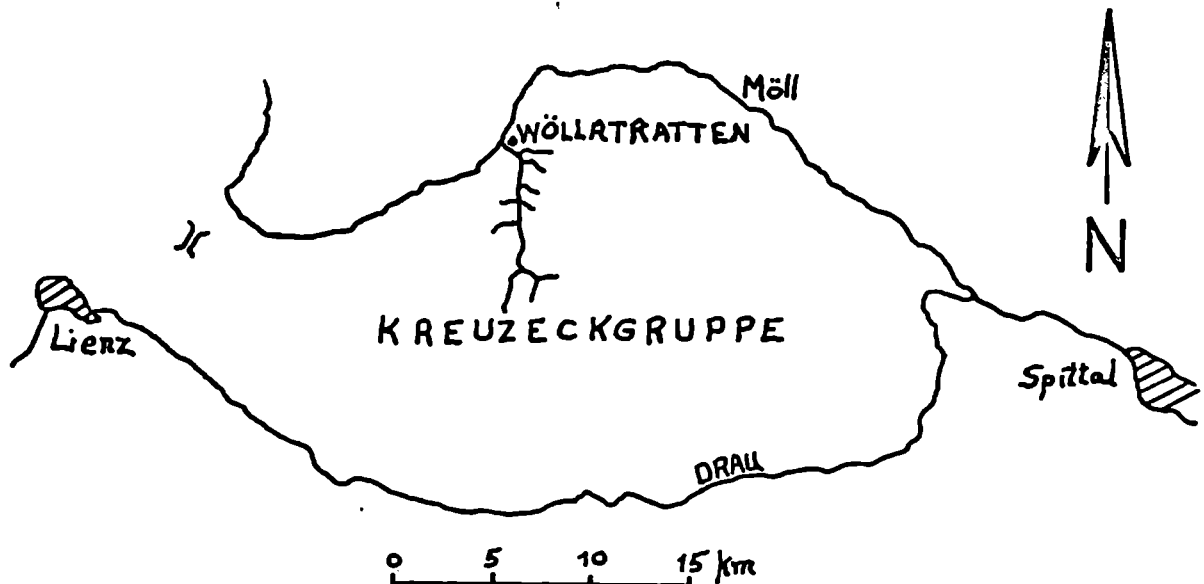 Möll
WÖLLATRATTEN
N
KREUZECKGRUPPE
Lienz
Spittal
DRAU
0 5 10 15 km